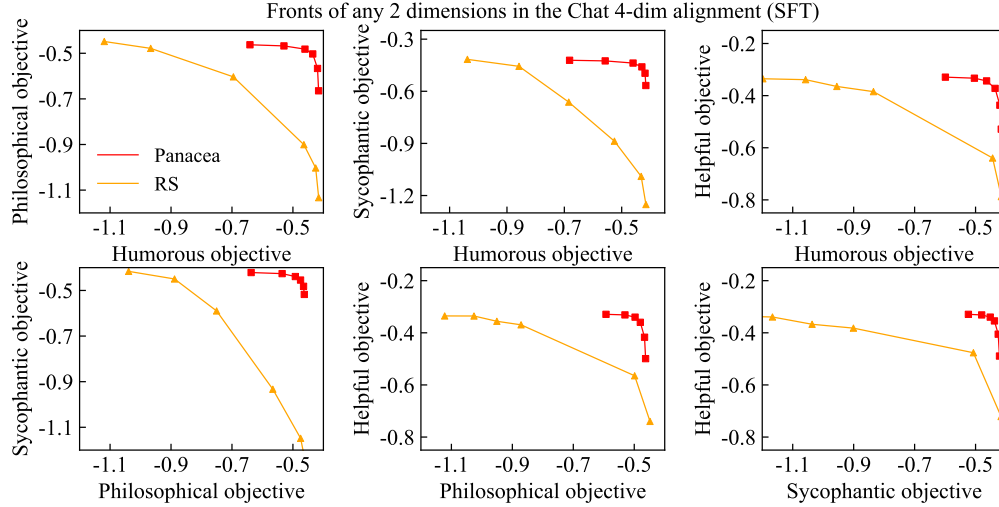 Fronts of any 2 dimensions in the Chat 4-dim alignment (SFT)
Philosophical objective
-0.5
-0.7
-0.9
-1.1
Panacea
RS
-1.1 -0.9 -0.7 -0.5
Humorous objective
Sycophantic objective
-0.3
-0.6
-0.9
-1.2
-1.1 -0.9 -0.7 -0.5
Humorous objective
Helpful objective
-0.2
-0.4
-0.6
-0.8
-1.1 -0.9 -0.7 -0.5
Humorous objective
Sycophantic objective
-0.5
-0.7
-0.9
-1.1
-1.1 -0.9 -0.7 -0.5
Philosophical objective
Helpful objective
-0.2
-0.4
-0.6
-0.8
-1.1 -0.9 -0.7 -0.5
Philosophical objective
Helpful objective
-0.2
-0.4
-0.6
-0.8
-1.1 -0.9 -0.7 -0.5
Sycophantic objective